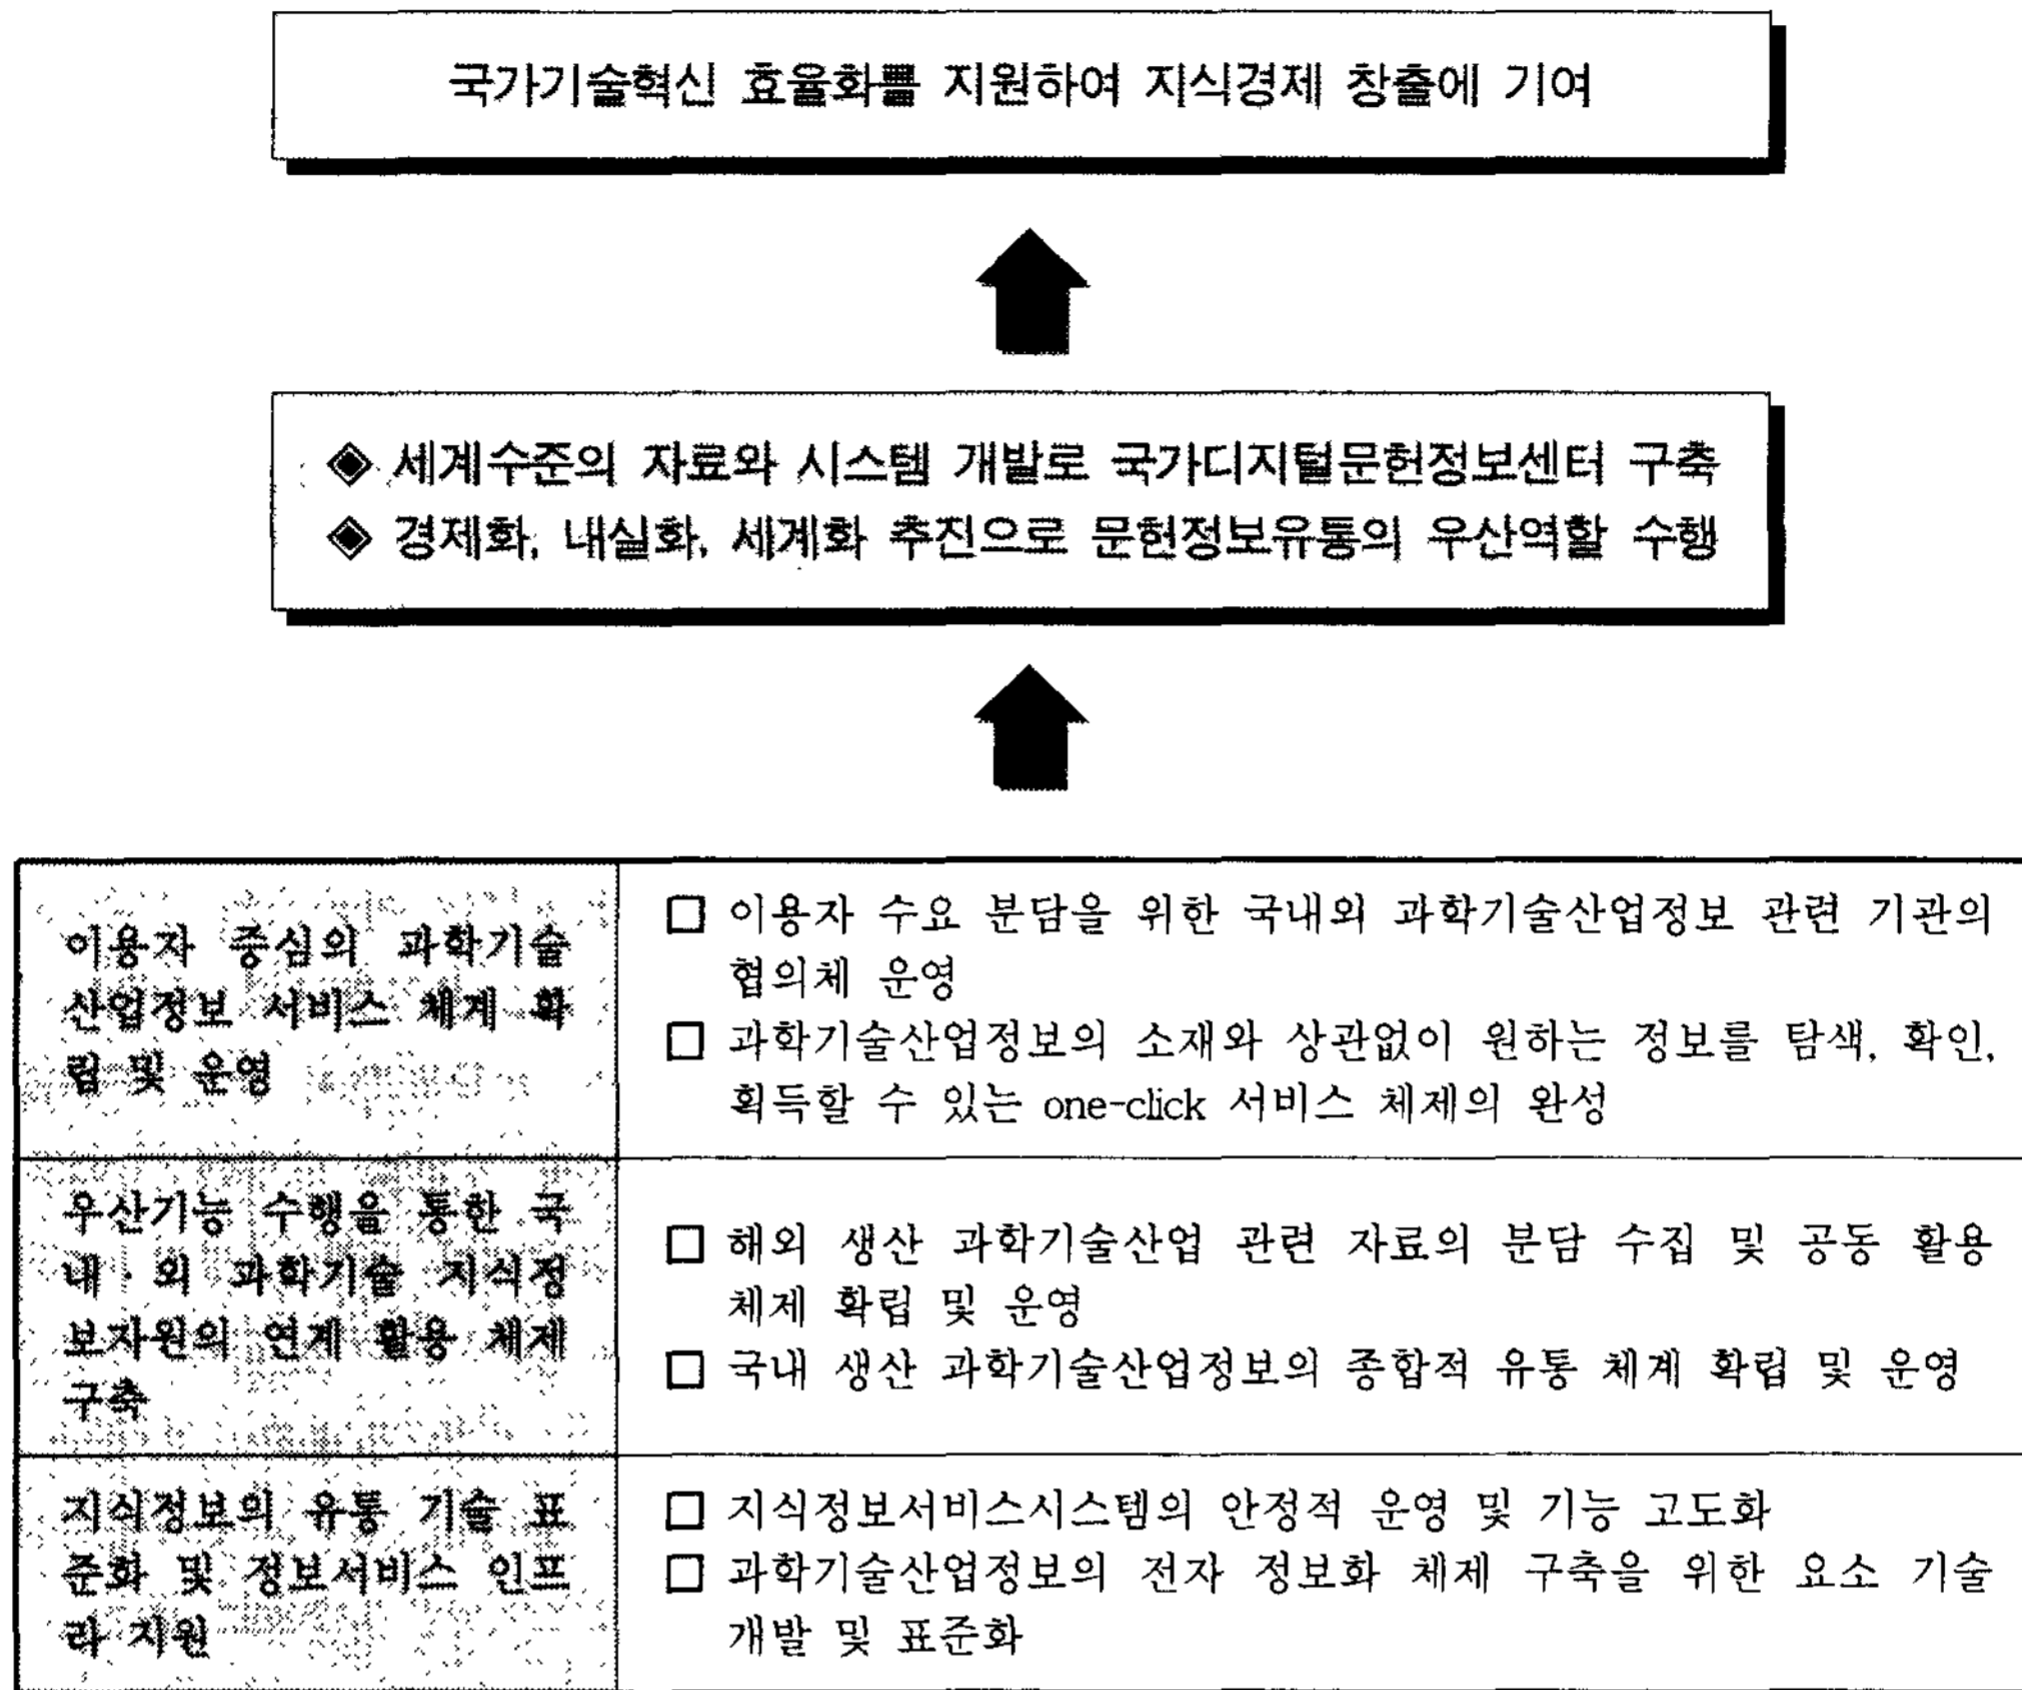 국가기술혁신 효율화를 지원하여 지식경제 창출에 기여
◈ 세계수준의 자료와 시스템 개발로 국가디지털문헌정보센터 구축
◈ 경제화, 내실화, 세계화 추진으로 문헌정보유통의 우산역할 수행
이용자 중심의 과학기술
산업정보 서비스 체계 확
립 및 운영
□ 이용자 수요 분담을 위한 국내외 과학기술산업정보 관련 기관의
협의체 운영
□ 과학기술산업정보의 소재와 상관없이 원하는 정보를 탐색, 확인,
획득할 수 있는 one-click 서비스 체제의 완성
우산기능 수행을 통한 국
내·외 과학기술 지식정
보자원의 연계 활용 체제
구축
□ 해외 생산 과학기술산업 관련 자료의 분담 수집 및 공동 활용
체제 확립 및 운영
□ 국내 생산 과학기술산업정보의 종합적 유통 체계 확립 및 운영
지식정보의 유통 기술 표
준화 및 정보서비스 인프
라 지원
□ 지식정보서비스시스템의 안정적 운영 및 기능 고도화
□ 과학기술산업정보의 전자 정보화 체제 구축을 위한 요소 기술
개발 및 표준화